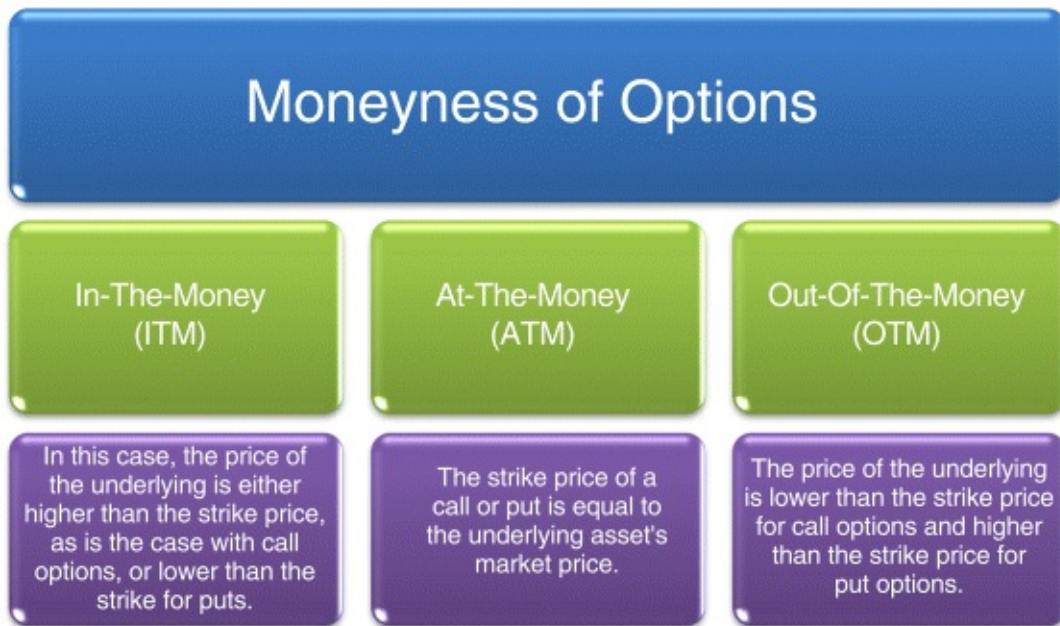 Moneyness of Options
In-The-Money
(ITM)
At-The-Money
(ATM)
Out-Of-The-Money
(OTM)
In this case, the price of
the underlying is either
higher than the strike price,
as is the case with call
options, or lower than the
strike for puts.
The strike price of a
call or put is equal to
the underlying asset's
market price.
The price of the underlying
is lower than the strike price
for call options and higher
than the strike price for
put options.